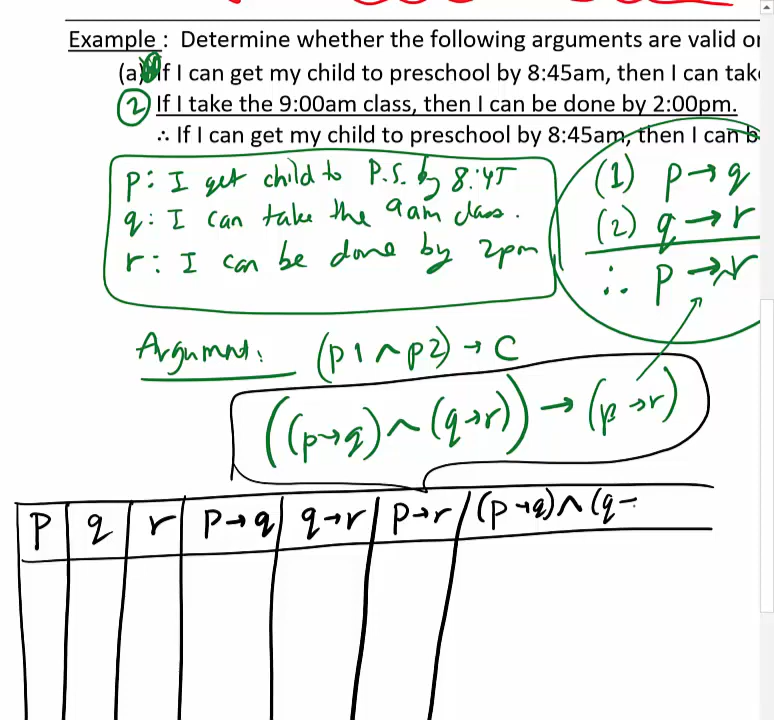 Example : Determine whether the following arguments are valid or
(a) If I can get my child to preschool by 8:45am, then I can take
② If I take the 9:00am class, then I can be done by 2:00pm.
∴ If I can get my child to preschool by 8:45am, then I can b
p: I get child to P.S. by 8:45
q: I can take the 9am class.
r: I can be done by 2pm
(1) p→q
(2) q→r
∴ p→r
Argument: (p1∧p2)→C
((p→q)∧(q→r))→(p→r)
p q r p→q q→r p→r (p→q)∧(q-